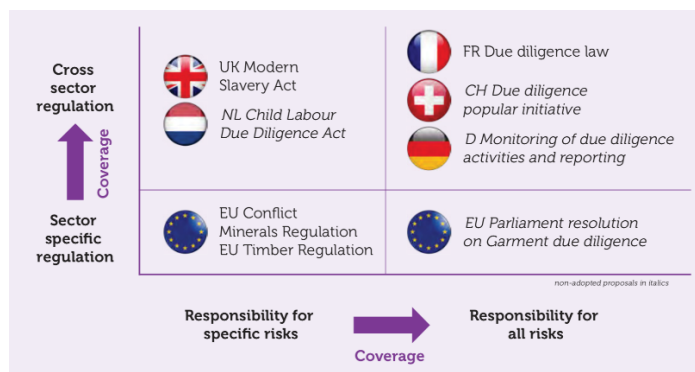 Cross
sector
regulation
Coverage
Sector
specific
regulation
UK Modern
Slavery Act
NL Child Labour
Due Diligence Act
FR Due diligence law
CH Due diligence
popular initiative
D Monitoring of due diligence
activities and reporting
EU Conflict
Minerals Regulation
EU Timber Regulation
EU Parliament resolution
on Garment due diligence
non-adopted proposals in italics
Responsibility for
specific risks
Coverage
Responsibility for
all risks